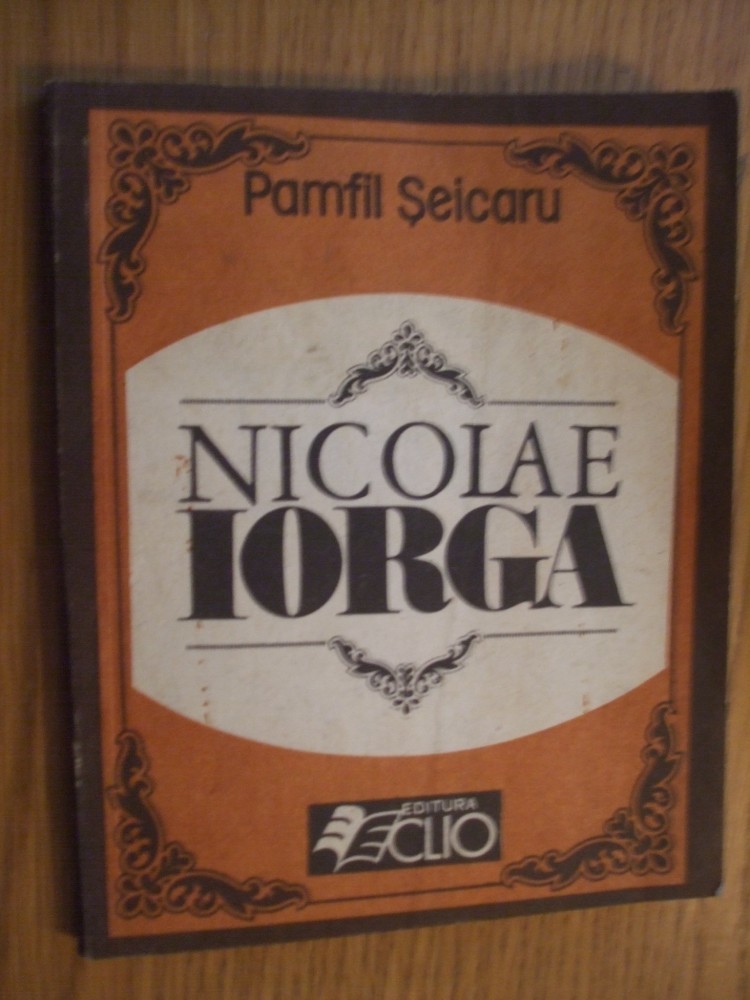 Pamfil Șeicaru
NICOLAE
IORGA
EDITURA
CLIO